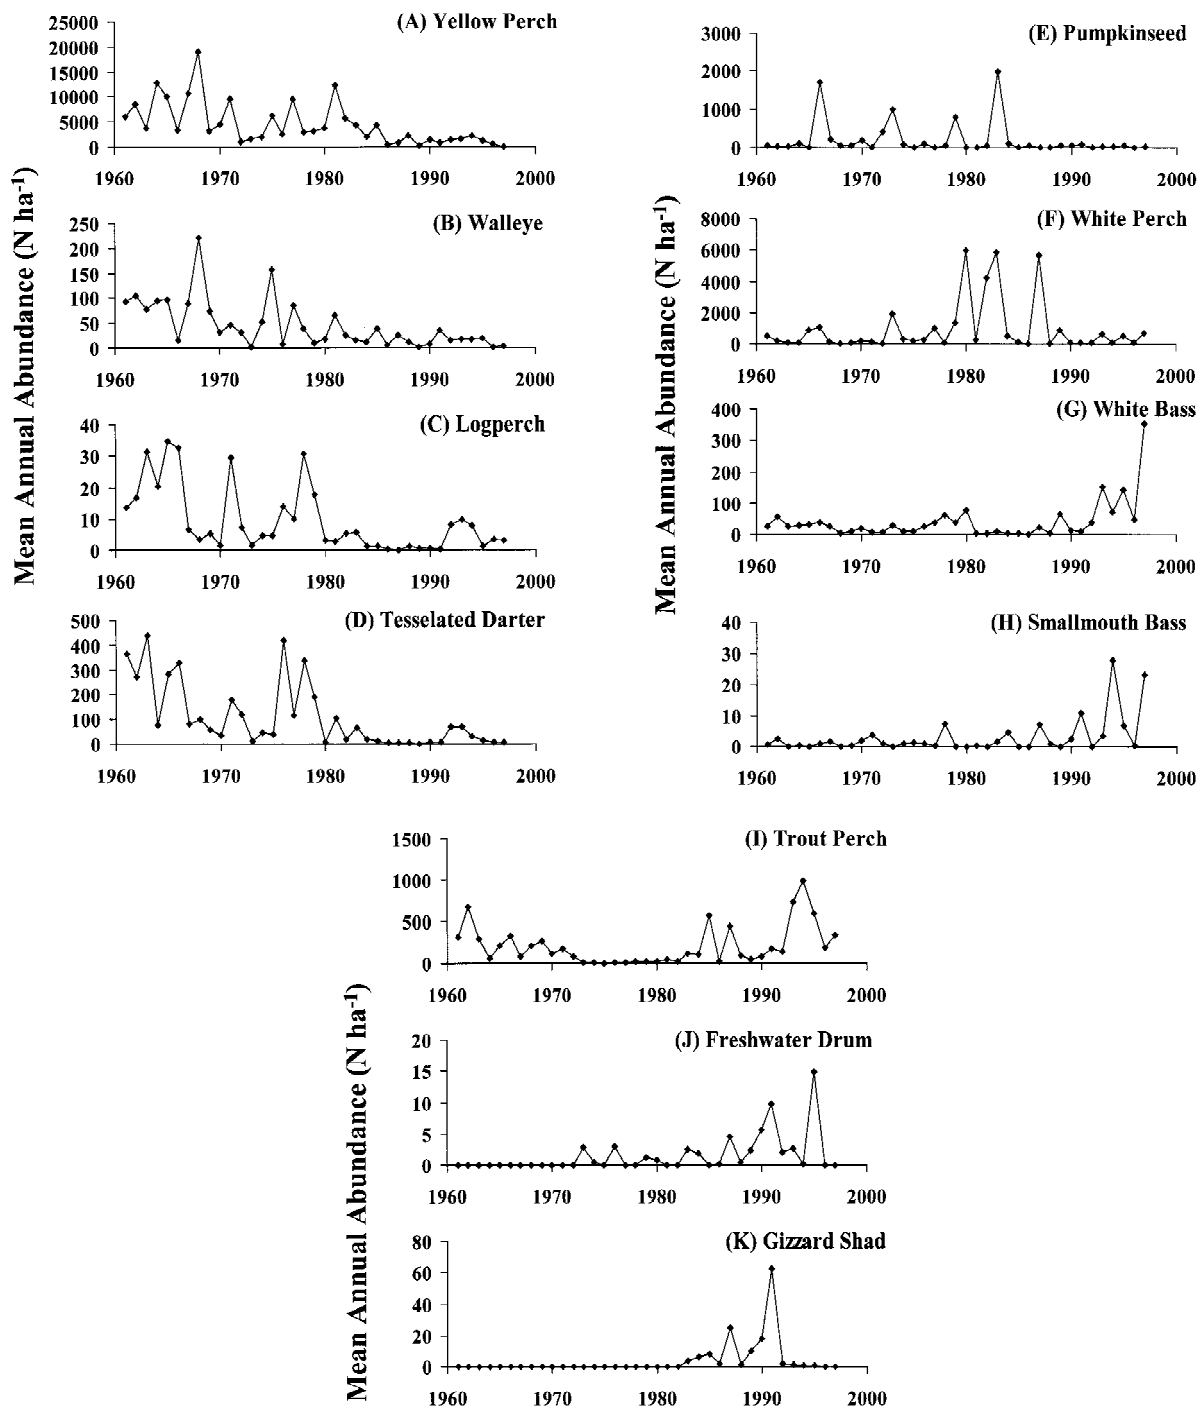 (A) Yellow Perch
25000
20000
15000
10000
5000
0
1960 1970 1980 1990 2000
(B) Walleye
250
200
150
100
50
0
1960 1970 1980 1990 2000
(C) Logperch
40
30
20
10
0
1960 1970 1980 1990 2000
(D) Tesselated Darter
500
400
300
200
100
0
1960 1970 1980 1990 2000
Mean Annual Abundance (N ha⁻¹)
(E) Pumpkinseed
3000
2000
1000
0
1960 1970 1980 1990 2000
(F) White Perch
8000
6000
4000
2000
0
1960 1970 1980 1990 2000
(G) White Bass
400
300
200
100
0
1960 1970 1980 1990 2000
(H) Smallmouth Bass
40
30
20
10
0
1960 1970 1980 1990 2000
Mean Annual Abundance (N ha⁻¹)
(I) Trout Perch
1500
1000
500
0
1960 1970 1980 1990 2000
(J) Freshwater Drum
20
15
10
5
0
1960 1970 1980 1990 2000
(K) Gizzard Shad
80
60
40
20
0
1960 1970 1980 1990 2000
Mean Annual Abundance (N ha⁻¹)